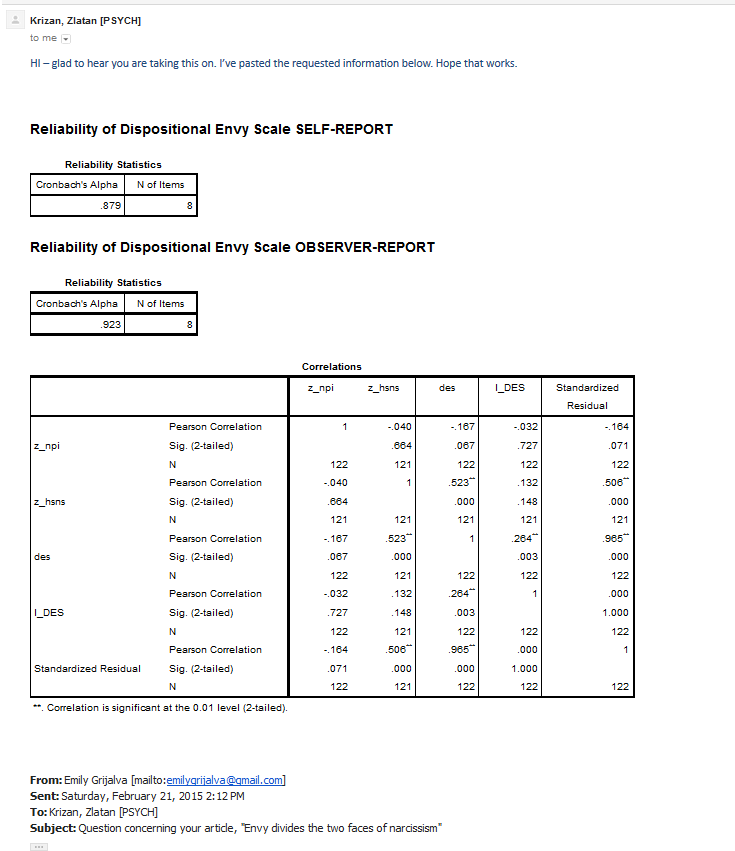 Krizan, Zlatan [PSYCH]
to me
HI – glad to hear you are taking this on. I've pasted the requested information below. Hope that works.
Reliability of Dispositional Envy Scale SELF-REPORT
Reliability Statistics
Cronbach's Alpha N of Items
.879 8
Reliability of Dispositional Envy Scale OBSERVER-REPORT
Reliability Statistics
Cronbach's Alpha N of Items
.923 8
Correlations
z_npi z_hsns des I_DES Standardized
Residual
Pearson Correlation 1 -.040 -.167 -.032 -.164
z_npi Sig. (2-tailed) .664 .067 .727 .071
N 122 121 122 122 122
Pearson Correlation -.040 1 .523** .132 .506**
z_hsns Sig. (2-tailed) .664 .000 .148 .000
N 121 121 121 121 121
Pearson Correlation -.167 .523** 1 .264** .965**
des Sig. (2-tailed) .067 .000 .003 .000
N 122 121 122 122 122
Pearson Correlation -.032 .132 .264** 1 .000
I_DES Sig. (2-tailed) .727 .148 .003 1.000
N 122 121 122 122 122
Pearson Correlation -.164 .506** .965** .000 1
Standardized Residual Sig. (2-tailed) .071 .000 .000 1.000
N 122 121 122 122 122
**. Correlation is significant at the 0.01 level (2-tailed).
From: Emily Grijalva [mailto:emilygrijalva@gmail.com]
Sent: Saturday, February 21, 2015 2:12 PM
To: Krizan, Zlatan [PSYCH]
Subject: Question concerning your article, "Envy divides the two faces of narcissism"